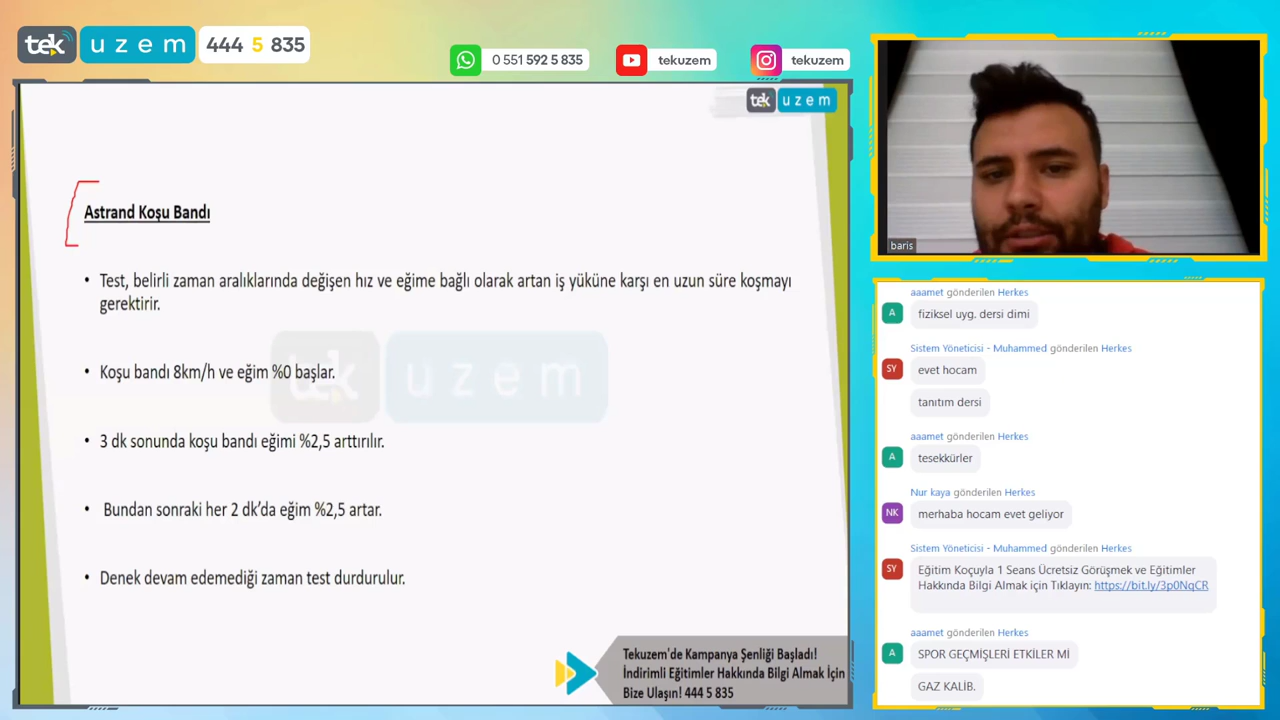 tek uzem 444 5 835
0 551 592 5 835
tekuzem
tekuzem
tek uzem
Astrand Koşu Bandı
• Test, belirli zaman aralıklarında değişen hız ve eğime bağlı olarak artan iş yüküne karşı en uzun süre koşmayı
gerektirir.
• Koşu bandı 8km/h ve eğim %0 başlar.
• 3 dk sonunda koşu bandı eğimi %2,5 arttırılır.
• Bundan sonraki her 2 dk’da eğim %2,5 artar.
• Denek devam edemediği zaman test durdurulur.
tek uzem
Tekuzem'de Kampanya Şenliği Başladı!
İndirimli Eğitimler Hakkında Bilgi Almak İçin
Bize Ulaşın! 444 5 835
baris
aaamet gönderilen Herkes
A
fiziksel uyg. dersi dimi
Sistem Yöneticisi - Muhammed gönderilen Herkes
SY
evet hocam
tanıtım dersi
aaamet gönderilen Herkes
A
tesekkürler
Nur kaya gönderilen Herkes
NK
merhaba hocam evet geliyor
Sistem Yöneticisi - Muhammed gönderilen Herkes
SY
Eğitim Koçuyla 1 Seans Ücretsiz Görüşmek ve Eğitimler
Hakkında Bilgi Almak için Tıklayın: https://bit.ly/3p0NqCR
aaamet gönderilen Herkes
A
SPOR GEÇMİŞLERİ ETKİLER Mİ
GAZ KALİB.